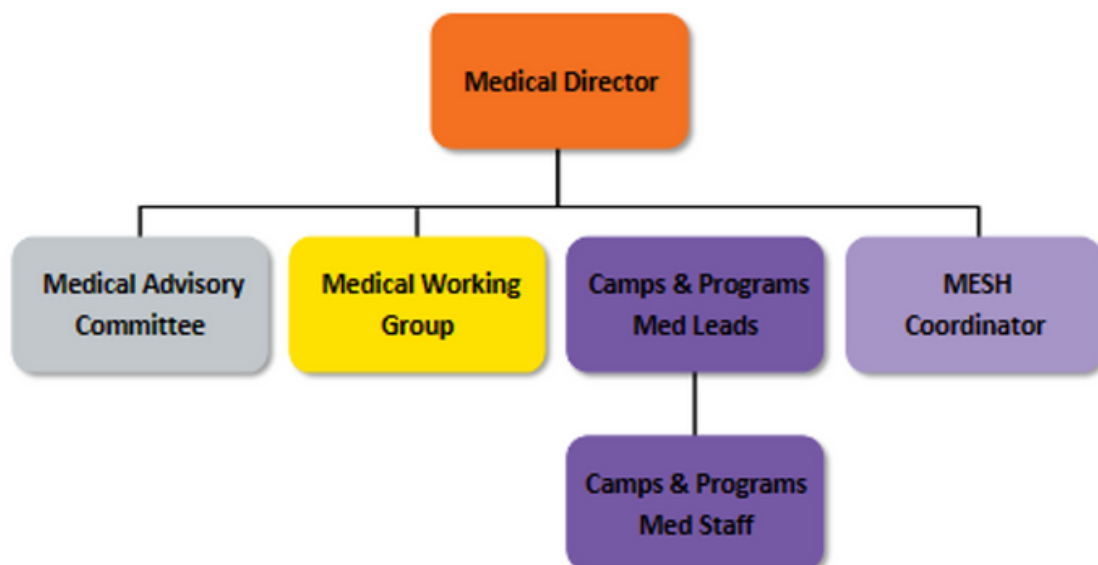 Medical Director
Medical Advisory
Committee
Medical Working
Group
Camps & Programs
Med Leads
MESH
Coordinator
Camps & Programs
Med Staff